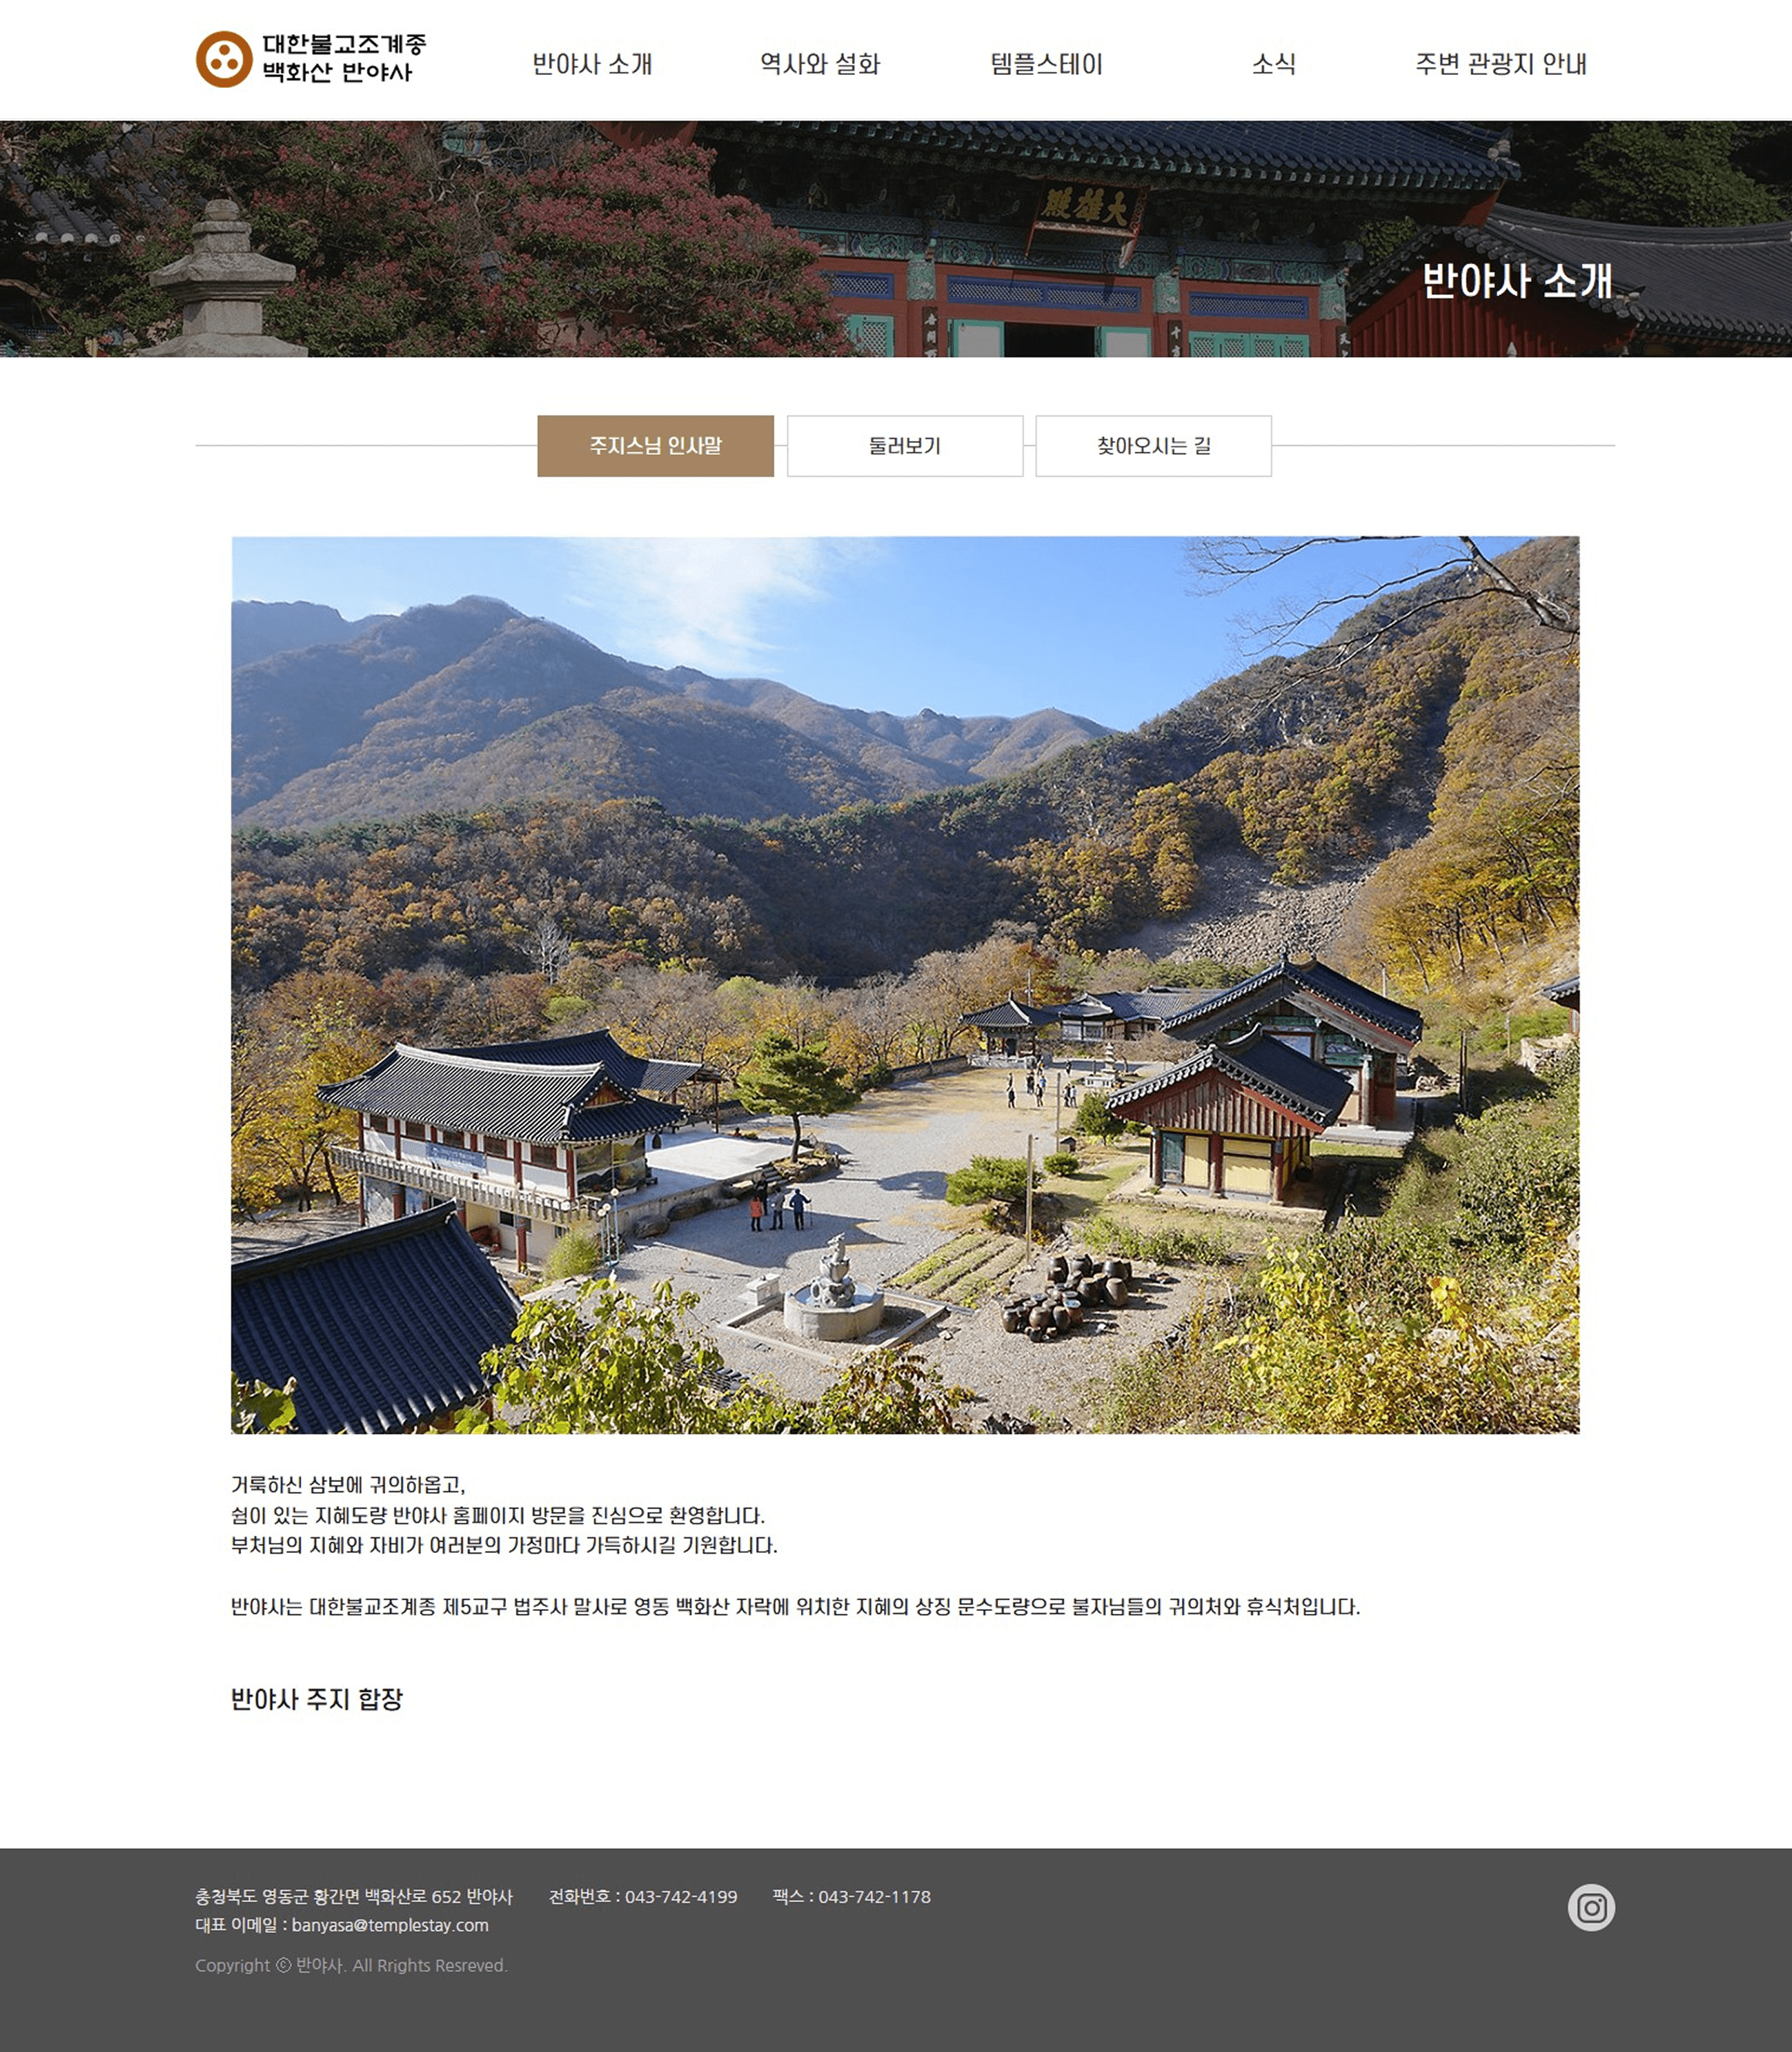 대한불교조계종
백화산 반야사
반야사 소개
역사와 설화
템플스테이
소식
주변 관광지 안내
大雄殿
반야사 소개
주지스님 인사말
둘러보기
찾아오시는 길
거룩하신 삼보에 귀의하옵고,
쉼이 있는 지혜도량 반야사 홈페이지 방문을 진심으로 환영합니다.
부처님의 지혜와 자비가 여러분의 가정마다 가득하시길 기원합니다.
반야사는 대한불교조계종 제5교구 법주사 말사로 영동 백화산 자락에 위치한 지혜의 상징 문수도량으로 불자님들의 귀의처와 휴식처입니다.
반야사 주지 합장
충청북도 영동군 황간면 백화산로 652 반야사 전화번호 : 043-742-4199 팩스 : 043-742-1178
대표 이메일 : banyasa@templestay.com
Copyright ⓒ 반야사. All Rrights Resreved.